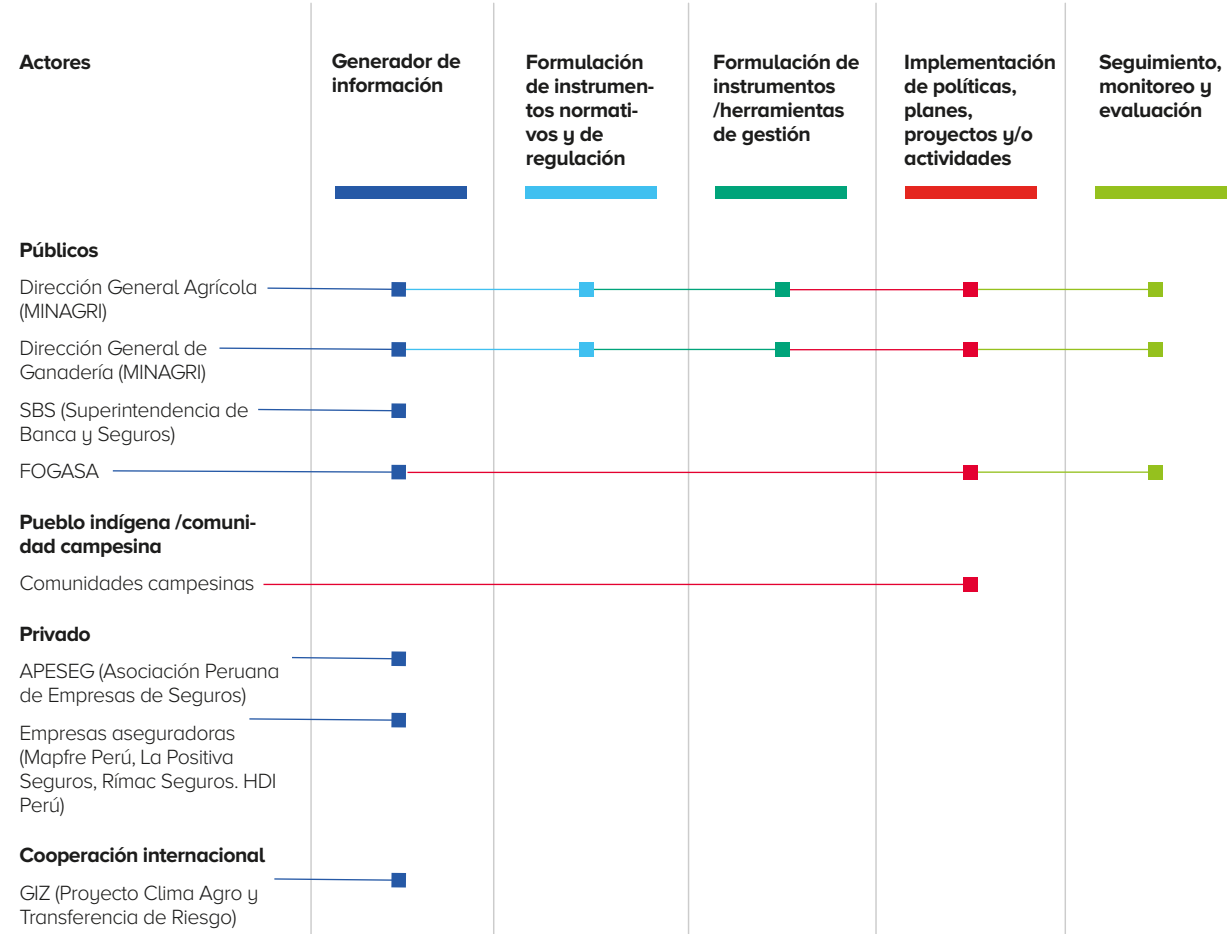 Actores
Generador de
información
Formulación
de instrumen-
tos normati-
vos y de
regulación
Formulación de
instrumentos
/herramientas
de gestión
Implementación
de políticas,
planes,
proyectos y/o
actividades
Seguimiento,
monitoreo y
evaluación
Públicos
Dirección General Agrícola
(MINAGRI)
Dirección General de
Ganadería (MINAGRI)
SBS (Superintendencia de
Banca y Seguros)
FOGASA
Pueblo indígena /comuni-
dad campesina
Comunidades campesinas
Privado
APESEG (Asociación Peruana
de Empresas de Seguros)
Empresas aseguradoras
(Mapfre Perú, La Positiva
Seguros, Rímac Seguros. HDI
Perú)
Cooperación internacional
GIZ (Proyecto Clima Agro y
Transferencia de Riesgo)